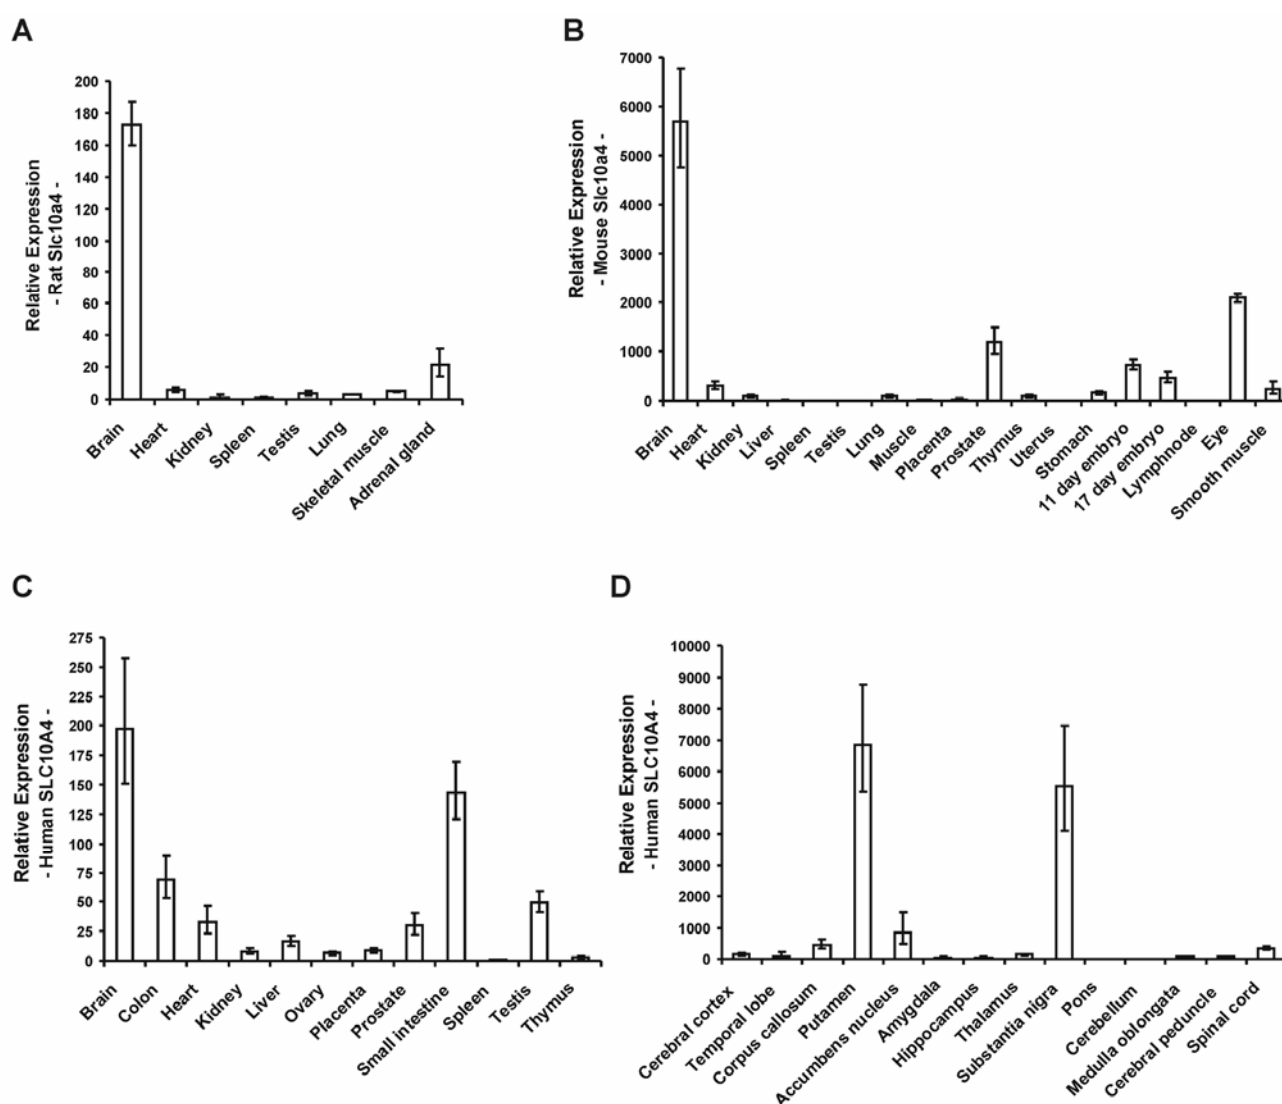 A
Relative Expression
- Rat Slc10a4 -
200
180
160
140
120
100
80
60
40
20
0
Brain
Heart
Kidney
Spleen
Testis
Lung
Skeletal muscle
Adrenal gland
B
Relative Expression
- Mouse Slc10a4 -
7000
6000
5000
4000
3000
2000
1000
0
Brain
Heart
Kidney
Liver
Spleen
Testis
Lung
Muscle
Placenta
Prostate
Thymus
Uterus
Stomach
11 day embryo
17 day embryo
Lymphnode
Eye
Smooth muscle
C
Relative Expression
- Human SLC10A4 -
275
250
225
200
175
150
125
100
75
50
25
0
Brain
Colon
Heart
Kidney
Liver
Ovary
Placenta
Prostate
Small intestine
Spleen
Testis
Thymus
D
Relative Expression
- Human SLC10A4 -
10000
9000
8000
7000
6000
5000
4000
3000
2000
1000
0
Cerebral cortex
Temporal lobe
Corpus callosum
Putamen
Accumbens nucleus
Amygdala
Hippocampus
Thalamus
Substantia nigra
Pons
Cerebellum
Medulla oblongata
Cerebral peduncle
Spinal cord